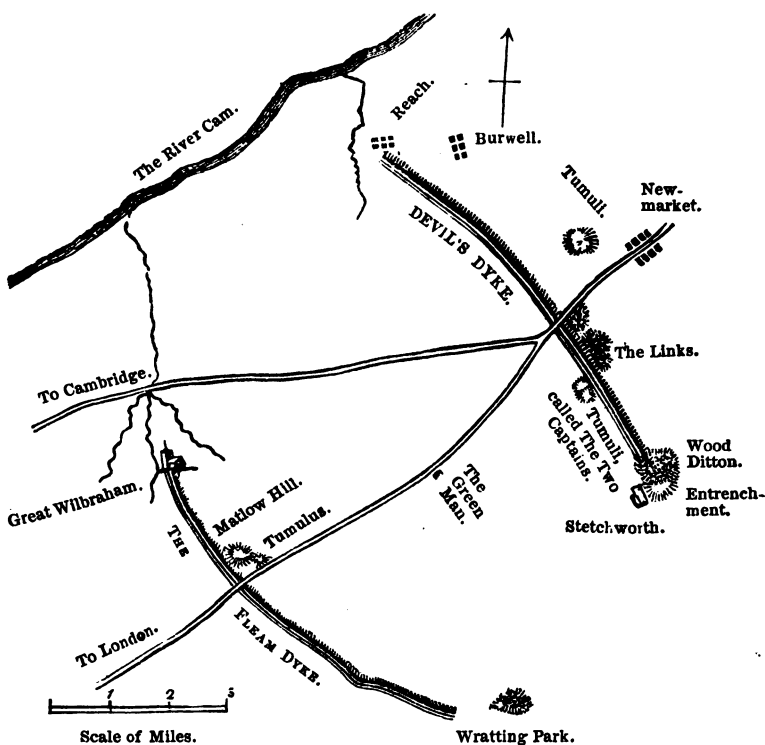 The River Cam.
Reach.
Burwell.
Tumuli.
New-
market.
DEVIL'S DYKE.
The Links.
To Cambridge.
Tumuli,
called The Two
Captains.
Wood
Ditton.
Entrench-
ment.
Stetchworth.
Great Wilbraham.
Matlow Hill.
Tumulus.
The
Green
Man.
THE
FLEAM DYKE.
To London.
1 2 3
Scale of Miles.
Wratting Park.